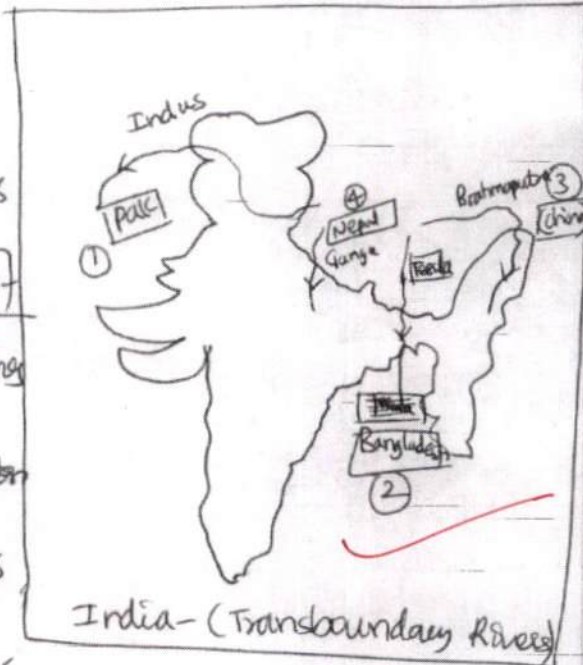 Indus
Pak
①
④
Nepal
Ganga
Brahmaputra
③
China
Teesta
Bangladesh
②
India - (Transboundary Rivers)